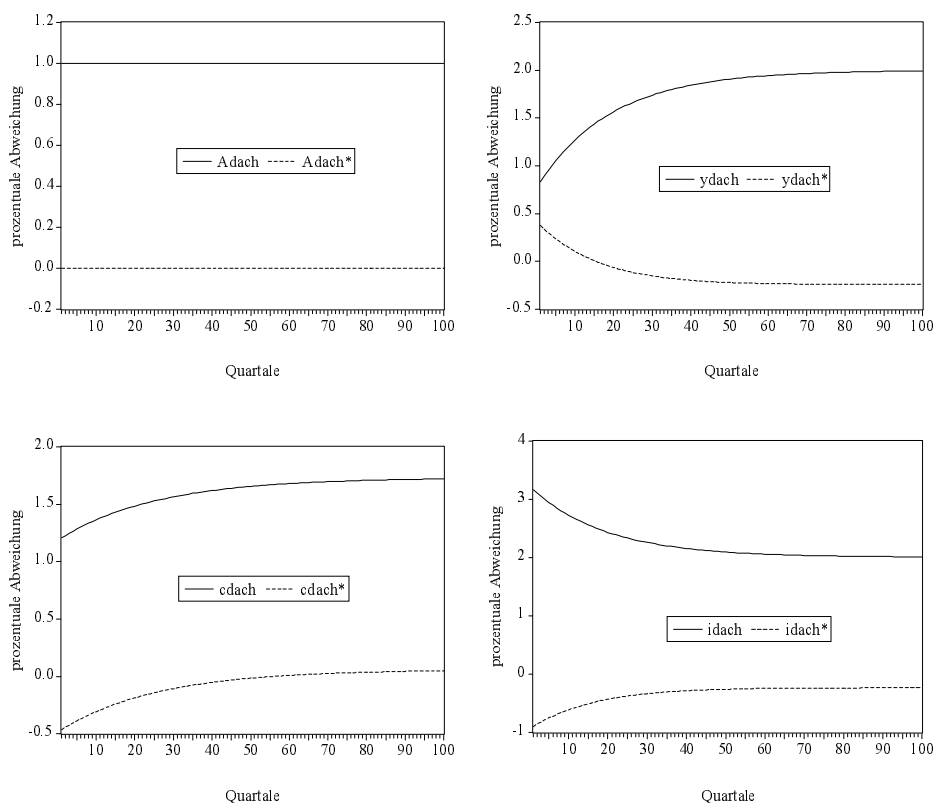 prozentuale Abweichung
1.2
1.0
0.8
0.6
0.4
0.2
0.0
-0.2
Adach Adach*
10 20 30 40 50 60 70 80 90 100
Quartale
prozentuale Abweichung
2.5
2.0
1.5
1.0
0.5
0.0
-0.5
ydach ydach*
10 20 30 40 50 60 70 80 90 100
Quartale
prozentuale Abweichung
2.0
1.5
1.0
0.5
0.0
-0.5
cdach cdach*
10 20 30 40 50 60 70 80 90 100
Quartale
prozentuale Abweichung
4
3
2
1
0
-1
idach idach*
10 20 30 40 50 60 70 80 90 100
Quartale